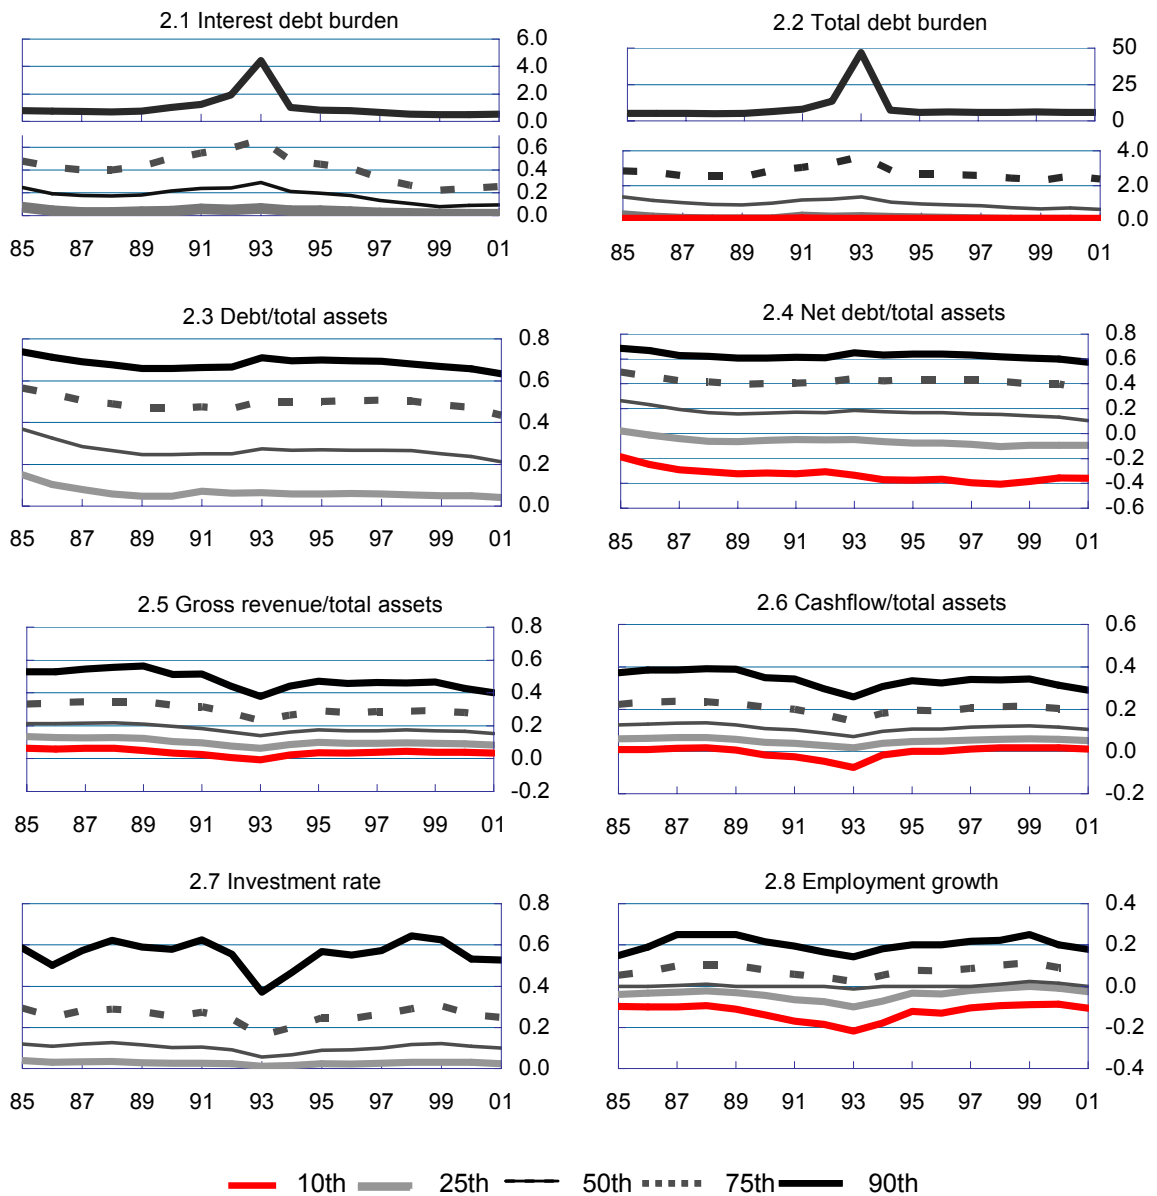 2.1 Interest debt burden
6.0
4.0
2.0
0.0
0.6
0.4
0.2
0.0
85 87 89 91 93 95 97 99 01
2.2 Total debt burden
50
25
0
4.0
2.0
0.0
85 87 89 91 93 95 97 99 01
2.3 Debt/total assets
0.8
0.6
0.4
0.2
0.0
85 87 89 91 93 95 97 99 01
2.4 Net debt/total assets
0.8
0.6
0.4
0.2
0.0
-0.2
-0.4
-0.6
85 87 89 91 93 95 97 99 01
2.5 Gross revenue/total assets
0.8
0.6
0.4
0.2
0.0
-0.2
85 87 89 91 93 95 97 99 01
2.6 Cashflow/total assets
0.6
0.4
0.2
0.0
-0.2
85 87 89 91 93 95 97 99 01
2.7 Investment rate
0.8
0.6
0.4
0.2
0.0
85 87 89 91 93 95 97 99 01
2.8 Employment growth
0.4
0.2
0.0
-0.2
-0.4
85 87 89 91 93 95 97 99 01
10th 25th 50th 75th 90th